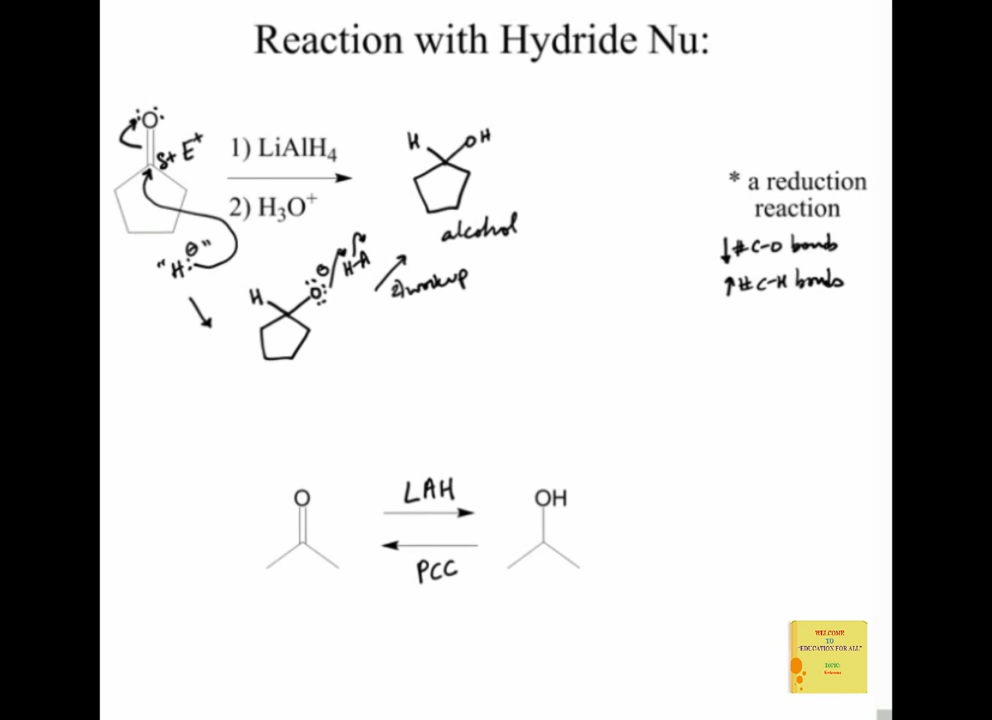 Reaction with Hydride Nu:
:O:
δ+ E+
1) LiAlH4
2) H3O+
H OH
alcohol
* a reduction
reaction
↓# C-O bonds
↑# C-H bonds
"H:⊖"
H :O:⊖ H-A
2) workup
O
LAH
PCC
OH
WELCOME
TO
"EDUCATION FOR ALL"